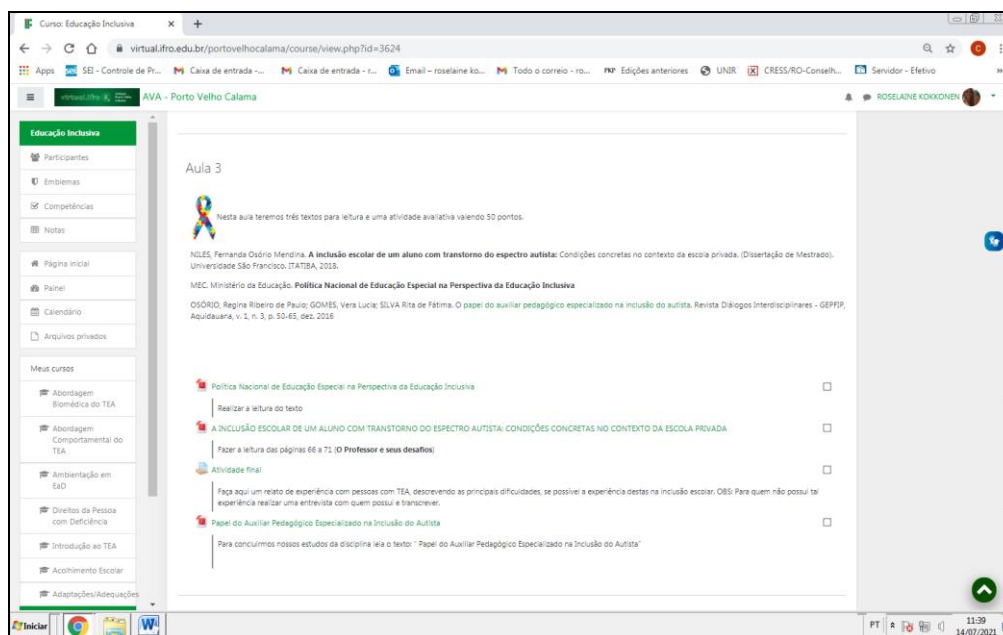 Curso: Educação Inclusiva
virtual.ifro.edu.br/portovelhocalama/course/view.php?id=3624
C
Apps
SEI - Controle de Pr...
Caixa de entrada -...
Caixa de entrada - r...
Email – roselaine ko...
Todo o correio - ro...
PKP Edições anteriores
UNIR
CRESS/RO-Conselh...
Servidor - Efetivo
virtual.ifro
AVA - Porto Velho Calama
ROSELAINE KOKKONEN
Educação Inclusiva
Participantes
Emblemas
Competências
Notas
Página inicial
Painel
Calendário
Arquivos privados
Meus cursos
Abordagem
Biomédica do TEA
Abordagem
Comportamental do
TEA
Ambientação em
EaD
Direitos da Pessoa
com Deficiência
Introdução ao TEA
Acolhimento Escolar
Adaptações/Adequações
Aula 3
Nesta aula teremos três textos para leitura e uma atividade avaliativa valendo 50 pontos.
NILES, Fernanda Osório Mendina. A inclusão escolar de um aluno com transtorno do espectro autista: Condições concretas no contexto da escola privada. (Dissertação de Mestrado).
Universidade São Francisco. ITATIBA, 2018.
MEC. Ministério da Educação. Política Nacional de Educação Especial na Perspectiva da Educação Inclusiva
OSÓRIO, Regina Ribeiro de Paulo; GOMES, Vera Lucia; SILVA Rita de Fátima. O papel do auxiliar pedagógico especializado na inclusão do autista. Revista Diálogos Interdisciplinares - GEPFIP,
Aquidauana, v. 1, n. 3, p. 50-65, dez. 2016
Política Nacional de Educação Especial na Perspectiva da Educação Inclusiva
Realizar a leitura do texto
A INCLUSÃO ESCOLAR DE UM ALUNO COM TRANSTORNO DO ESPECTRO AUTISTA: CONDIÇÕES CONCRETAS NO CONTEXTO DA ESCOLA PRIVADA
Fazer a leitura das páginas 66 a 71 (O Professor e seus desafios)
Atividade final
Faça aqui um relato de experiência com pessoas com TEA, descrevendo as principais dificuldades, se possível a experiência destas na inclusão escolar. OBS: Para quem não possui tal
experiência realizar uma entrevista com quem possui e transcrever.
Papel do Auxiliar Pedagógico Especializado na Inclusão do Autista
Para concluirmos nossos estudos da disciplina leia o texto: " Papel do Auxiliar Pedagógico Especializado na Inclusão do Autista"
Iniciar
PT
11:39
14/07/2021